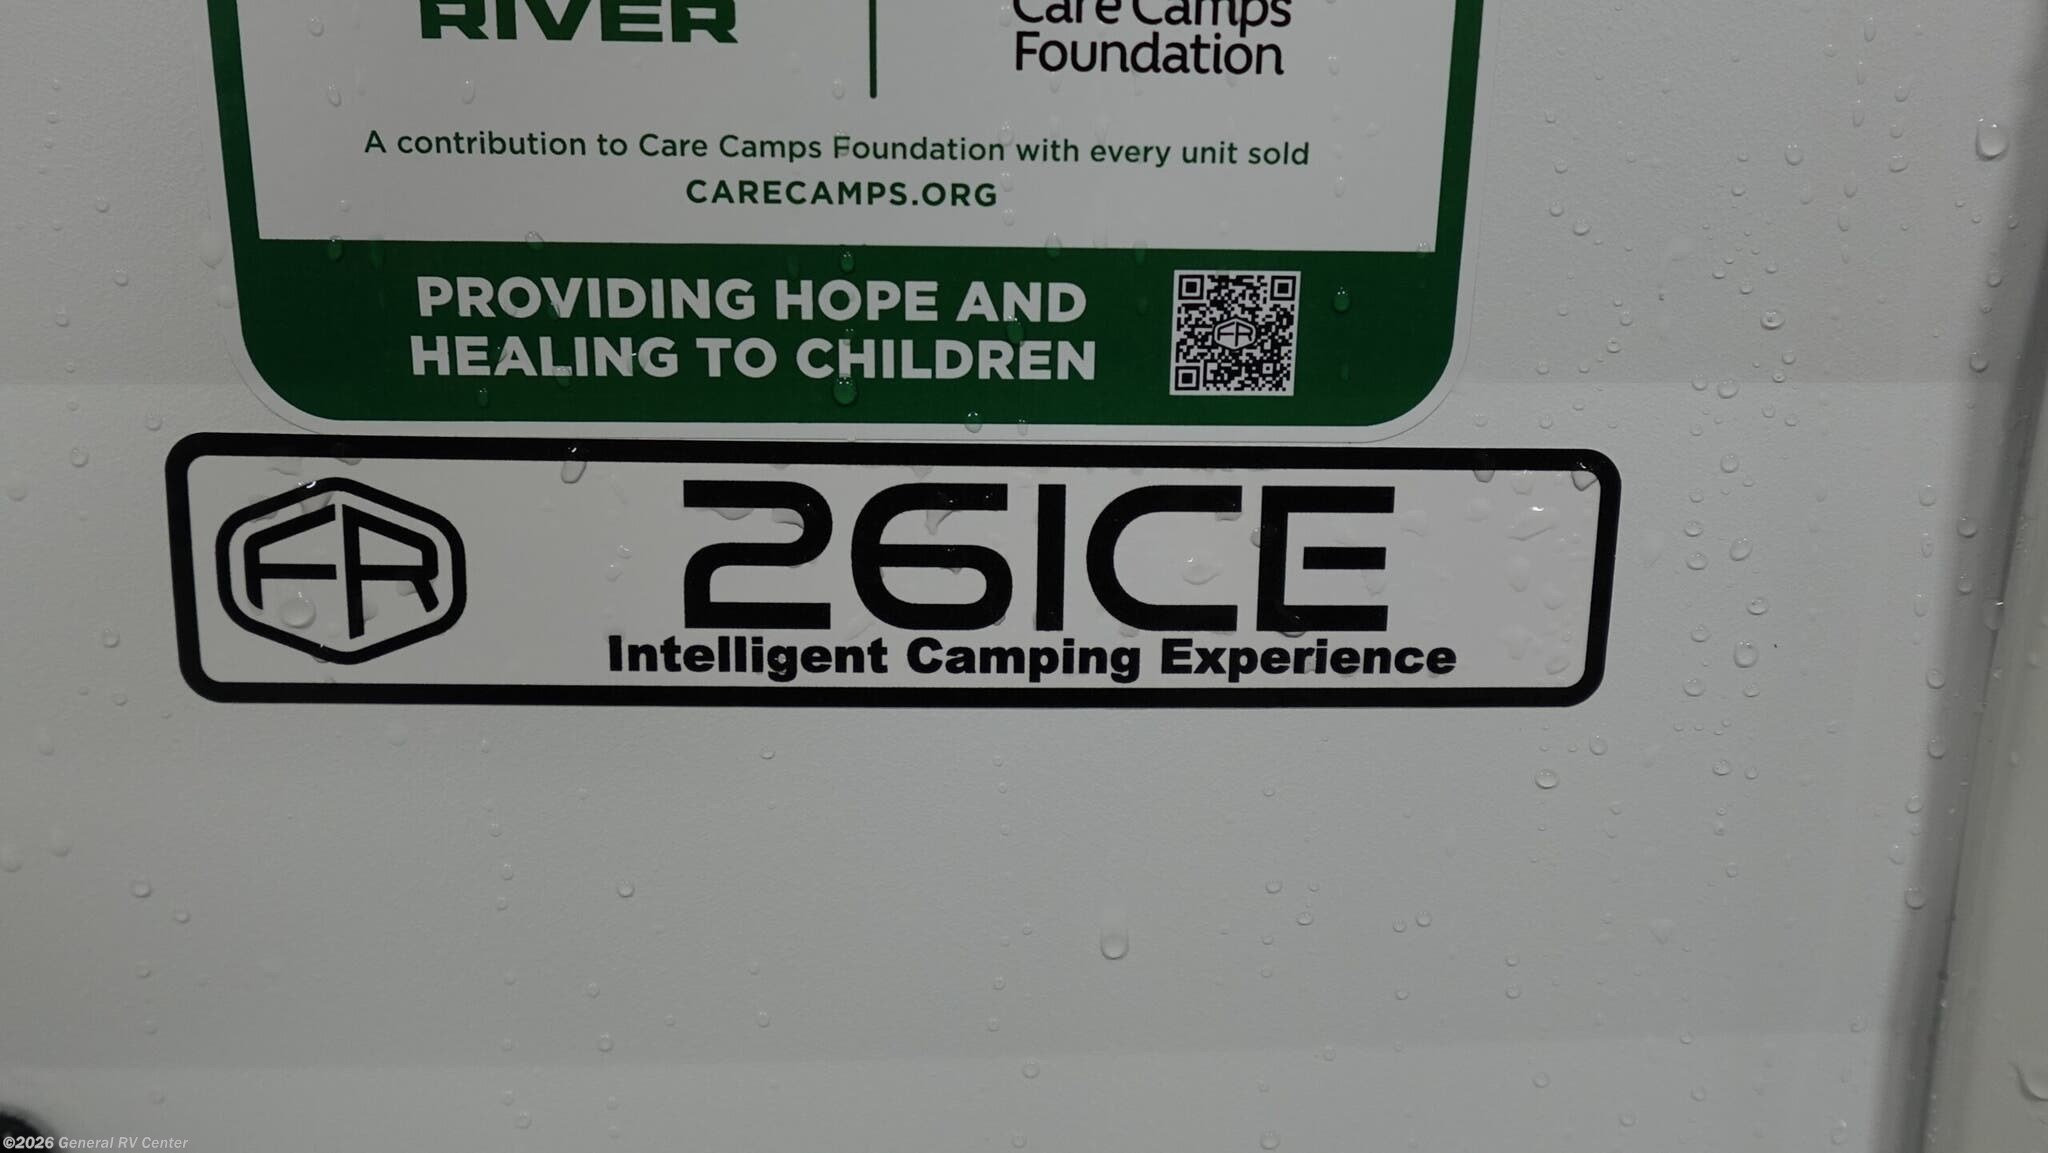 RIVER
Care Camps
Foundation
A contribution to Care Camps Foundation with every unit sold
CARECAMPS.ORG
PROVIDING HOPE AND
HEALING TO CHILDREN
FR
FR
26ICE
Intelligent Camping Experience
©2026 General RV Center